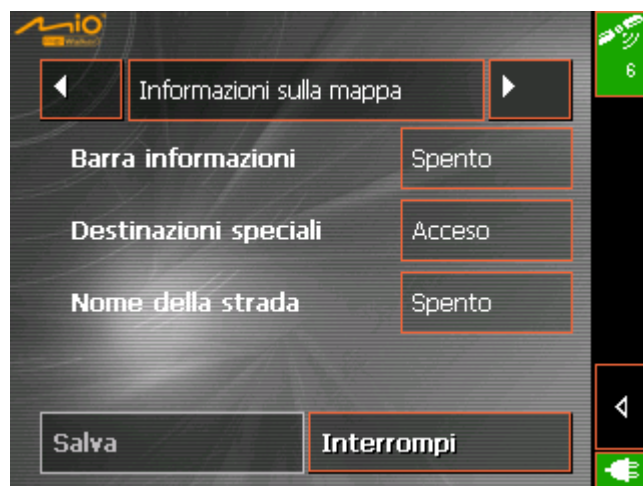 Mio
6
Informazioni sulla mappa
Barra informazioni Spento
Destinazioni speciali Acceso
Nome della strada Spento
Salva Interrompi